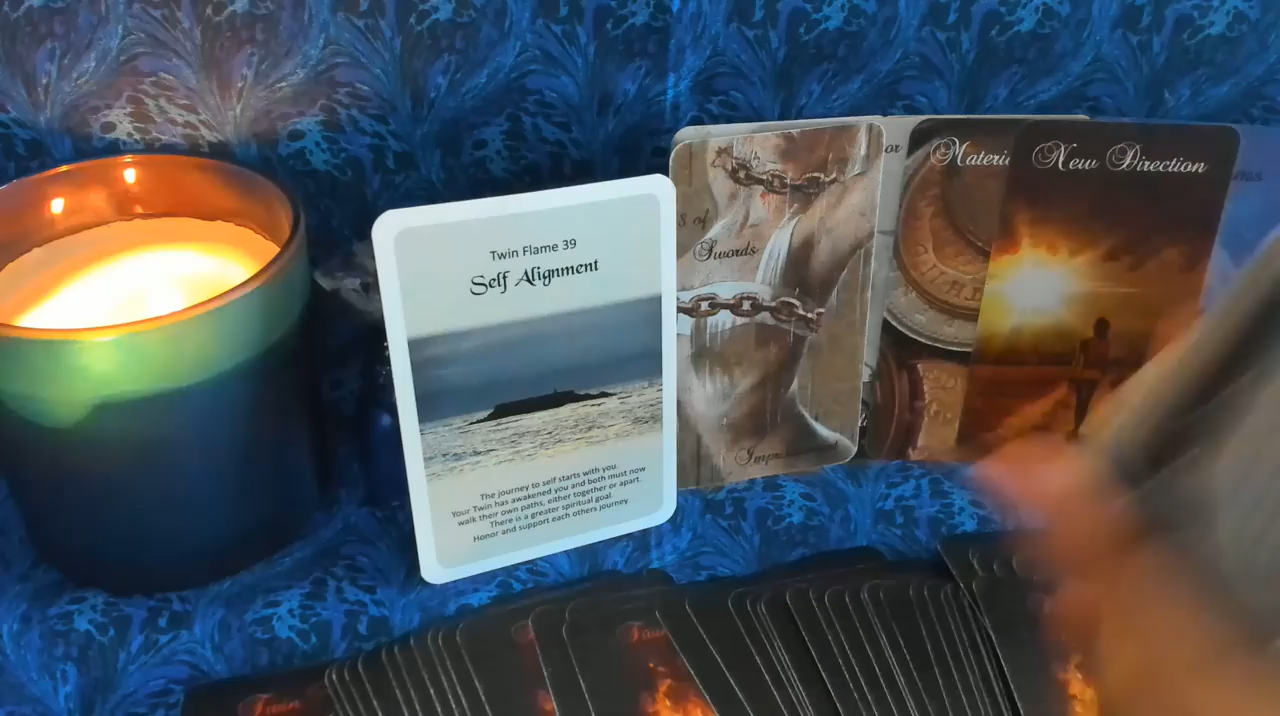 Twin Flame 39
Self Alignment
The journey to self starts with you.
Your Twin has awakened you and both must now
walk their own paths, either together or apart.
There is a greater spiritual goal.
Honor and support each others journey
s of
Swords
or
New Direction
Twin